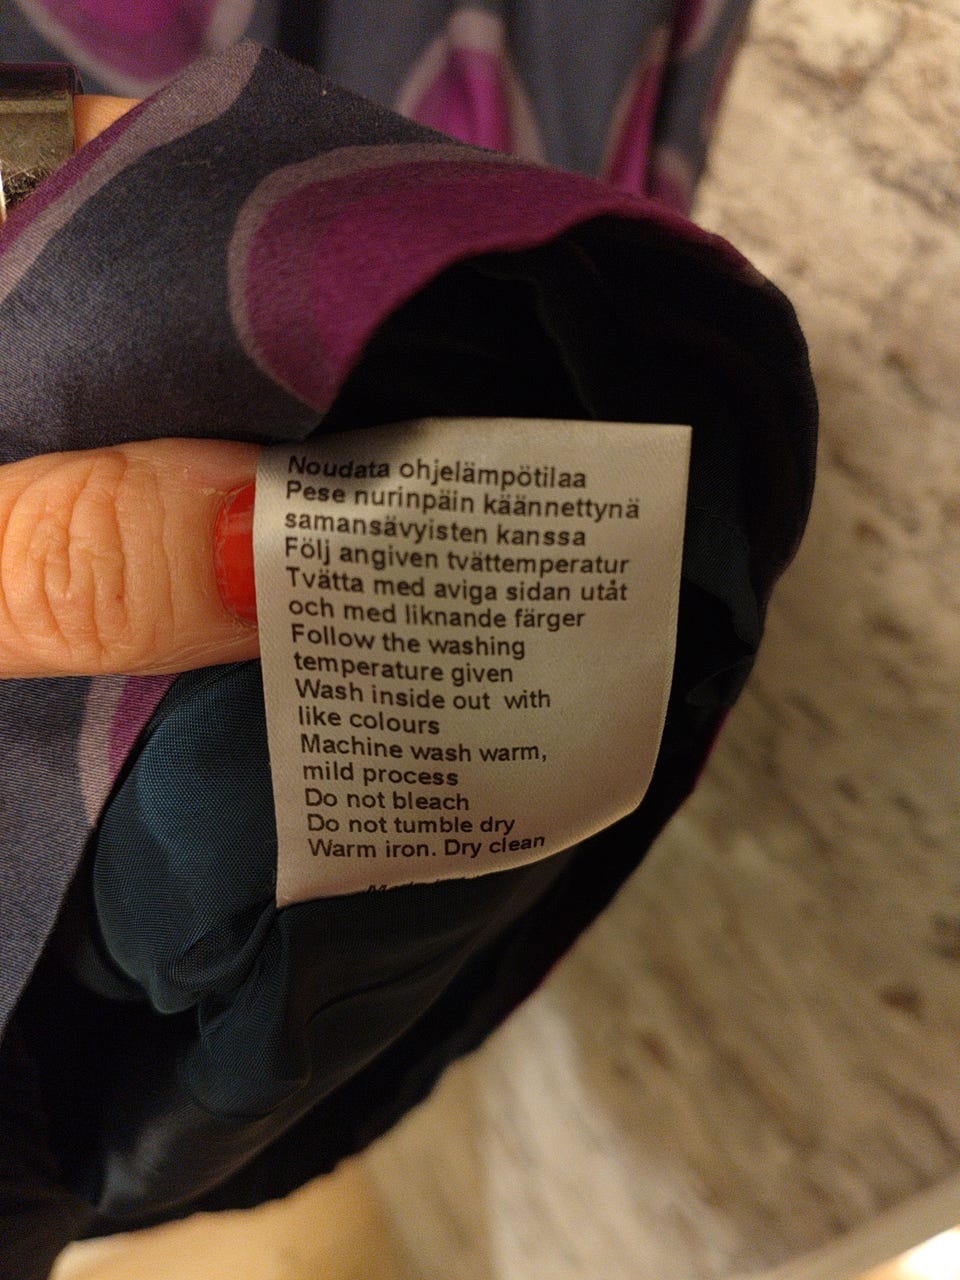 Noudata ohjelämpötilaa
Pese nurinpäin käännettynä
samansävyisten kanssa
Följ angiven tvättemperatur
Tvätta med aviga sidan utåt
och med liknande färger
Follow the washing
temperature given
Wash inside out with
like colours
Machine wash warm,
mild process
Do not bleach
Do not tumble dry
Warm iron. Dry clean